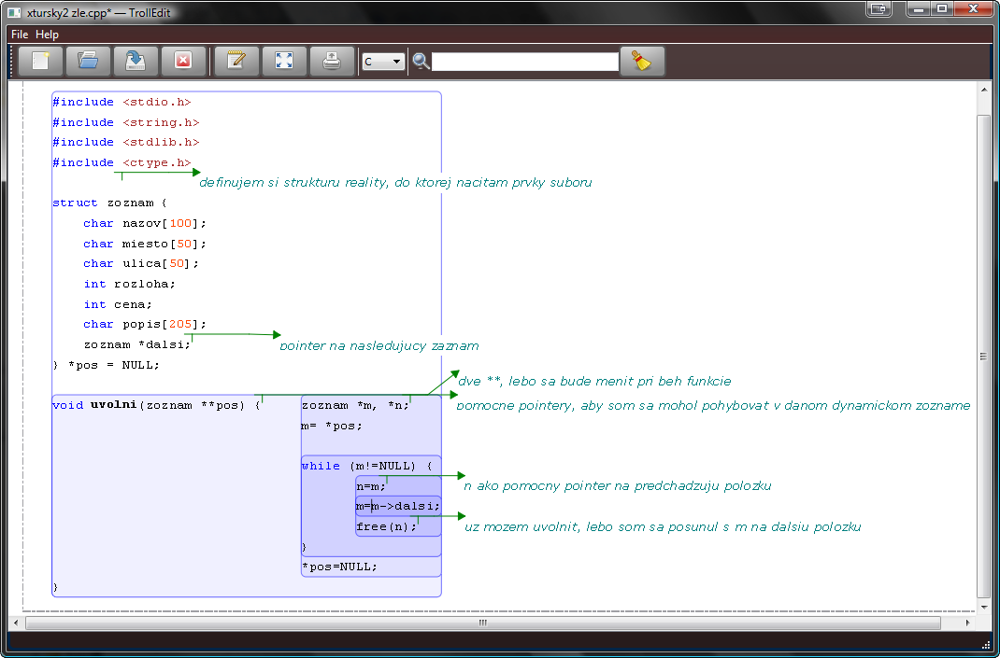 xtursky2 zle.cpp* — TrollEdit
File Help
C
#include <stdio.h>
#include <string.h>
#include <stdlib.h>
#include <ctype.h>
definujem si strukturu reality, do ktorej nacitam prvky suboru
struct zoznam {
char nazov[100];
char miesto[50];
char ulica[50];
int rozloha;
int cena;
char popis[205];
zoznam *dalsi;
pointer na nasledujucy zaznam
} *pos = NULL;
dve **, lebo sa bude menit pri beh funkcie
void uvolni(zoznam **pos) { zoznam *m, *n; pomocne pointery, aby som sa mohol pohybovat v danom dynamickom zozname
m= *pos;
while (m!=NULL) {
n=m; n ako pomocny pointer na predchadzuju polozku
m=m->dalsi;
free(n); uz mozem uvolnit, lebo som sa posunul s m na dalsiu polozku
}
*pos=NULL;
}